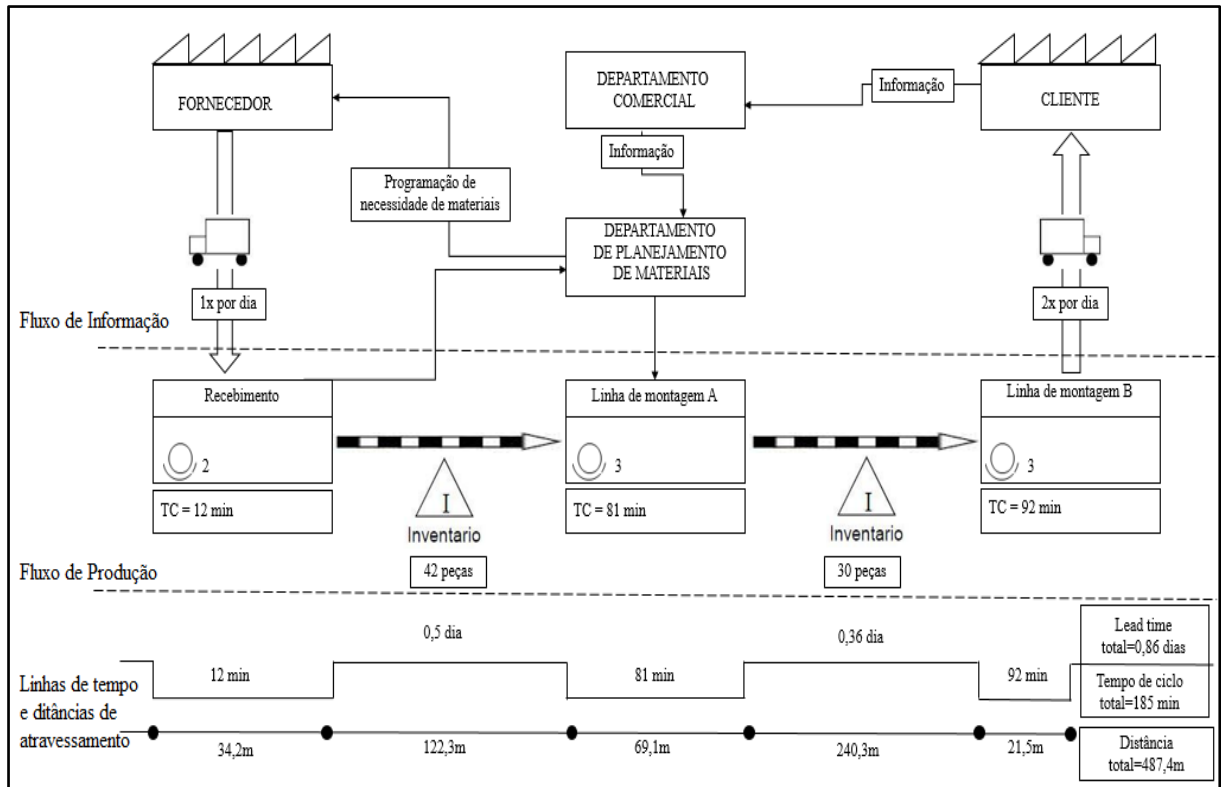 FORNECEDOR
DEPARTAMENTO
COMERCIAL
Informação
CLIENTE
Informação
Programação de
necessidade de materiais
DEPARTAMENTO
DE PLANEJAMENTO
DE MATERIAIS
1x por dia
2x por dia
Fluxo de Informação
Recebimento
Linha de montagem A
Linha de montagem B
2
3
3
TC = 12 min
I
Inventario
TC = 81 min
I
Inventario
TC = 92 min
42 peças
30 peças
Fluxo de Produção
0,5 dia
0,36 dia
Lead time
total=0,86 dias
12 min
81 min
92 min
Tempo de ciclo
total=185 min
Linhas de tempo
e ditâncias de
atravessamento
34,2m
122,3m
69,1m
240,3m
21,5m
Distância
total=487,4m